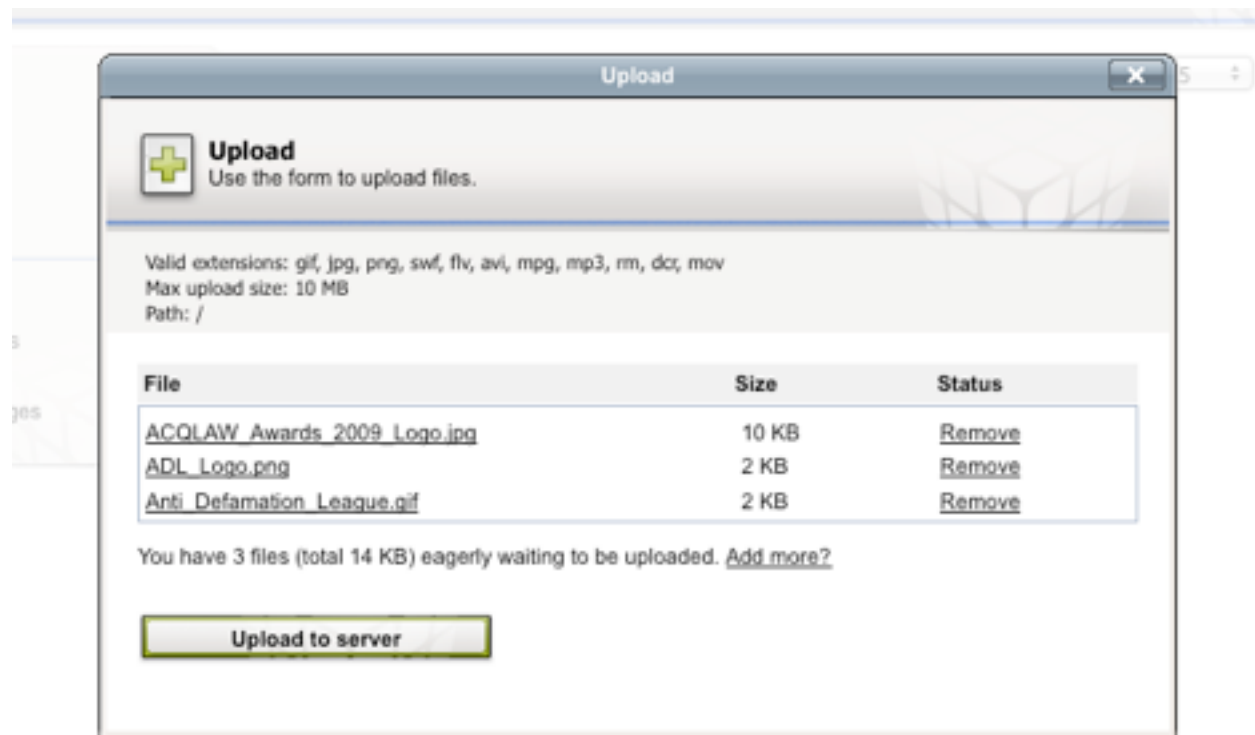 Upload
Upload
Use the form to upload files.
Valid extensions: gif, jpg, png, swf, flv, avi, mpg, mp3, rm, dcr, mov
Max upload size: 10 MB
Path: /
File Size Status
ACQLAW_Awards_2009_Logo.jpg 10 KB Remove
ADL_Logo.png 2 KB Remove
Anti_Defamation_League.gif 2 KB Remove
You have 3 files (total 14 KB) eagerly waiting to be uploaded. Add more?
Upload to server